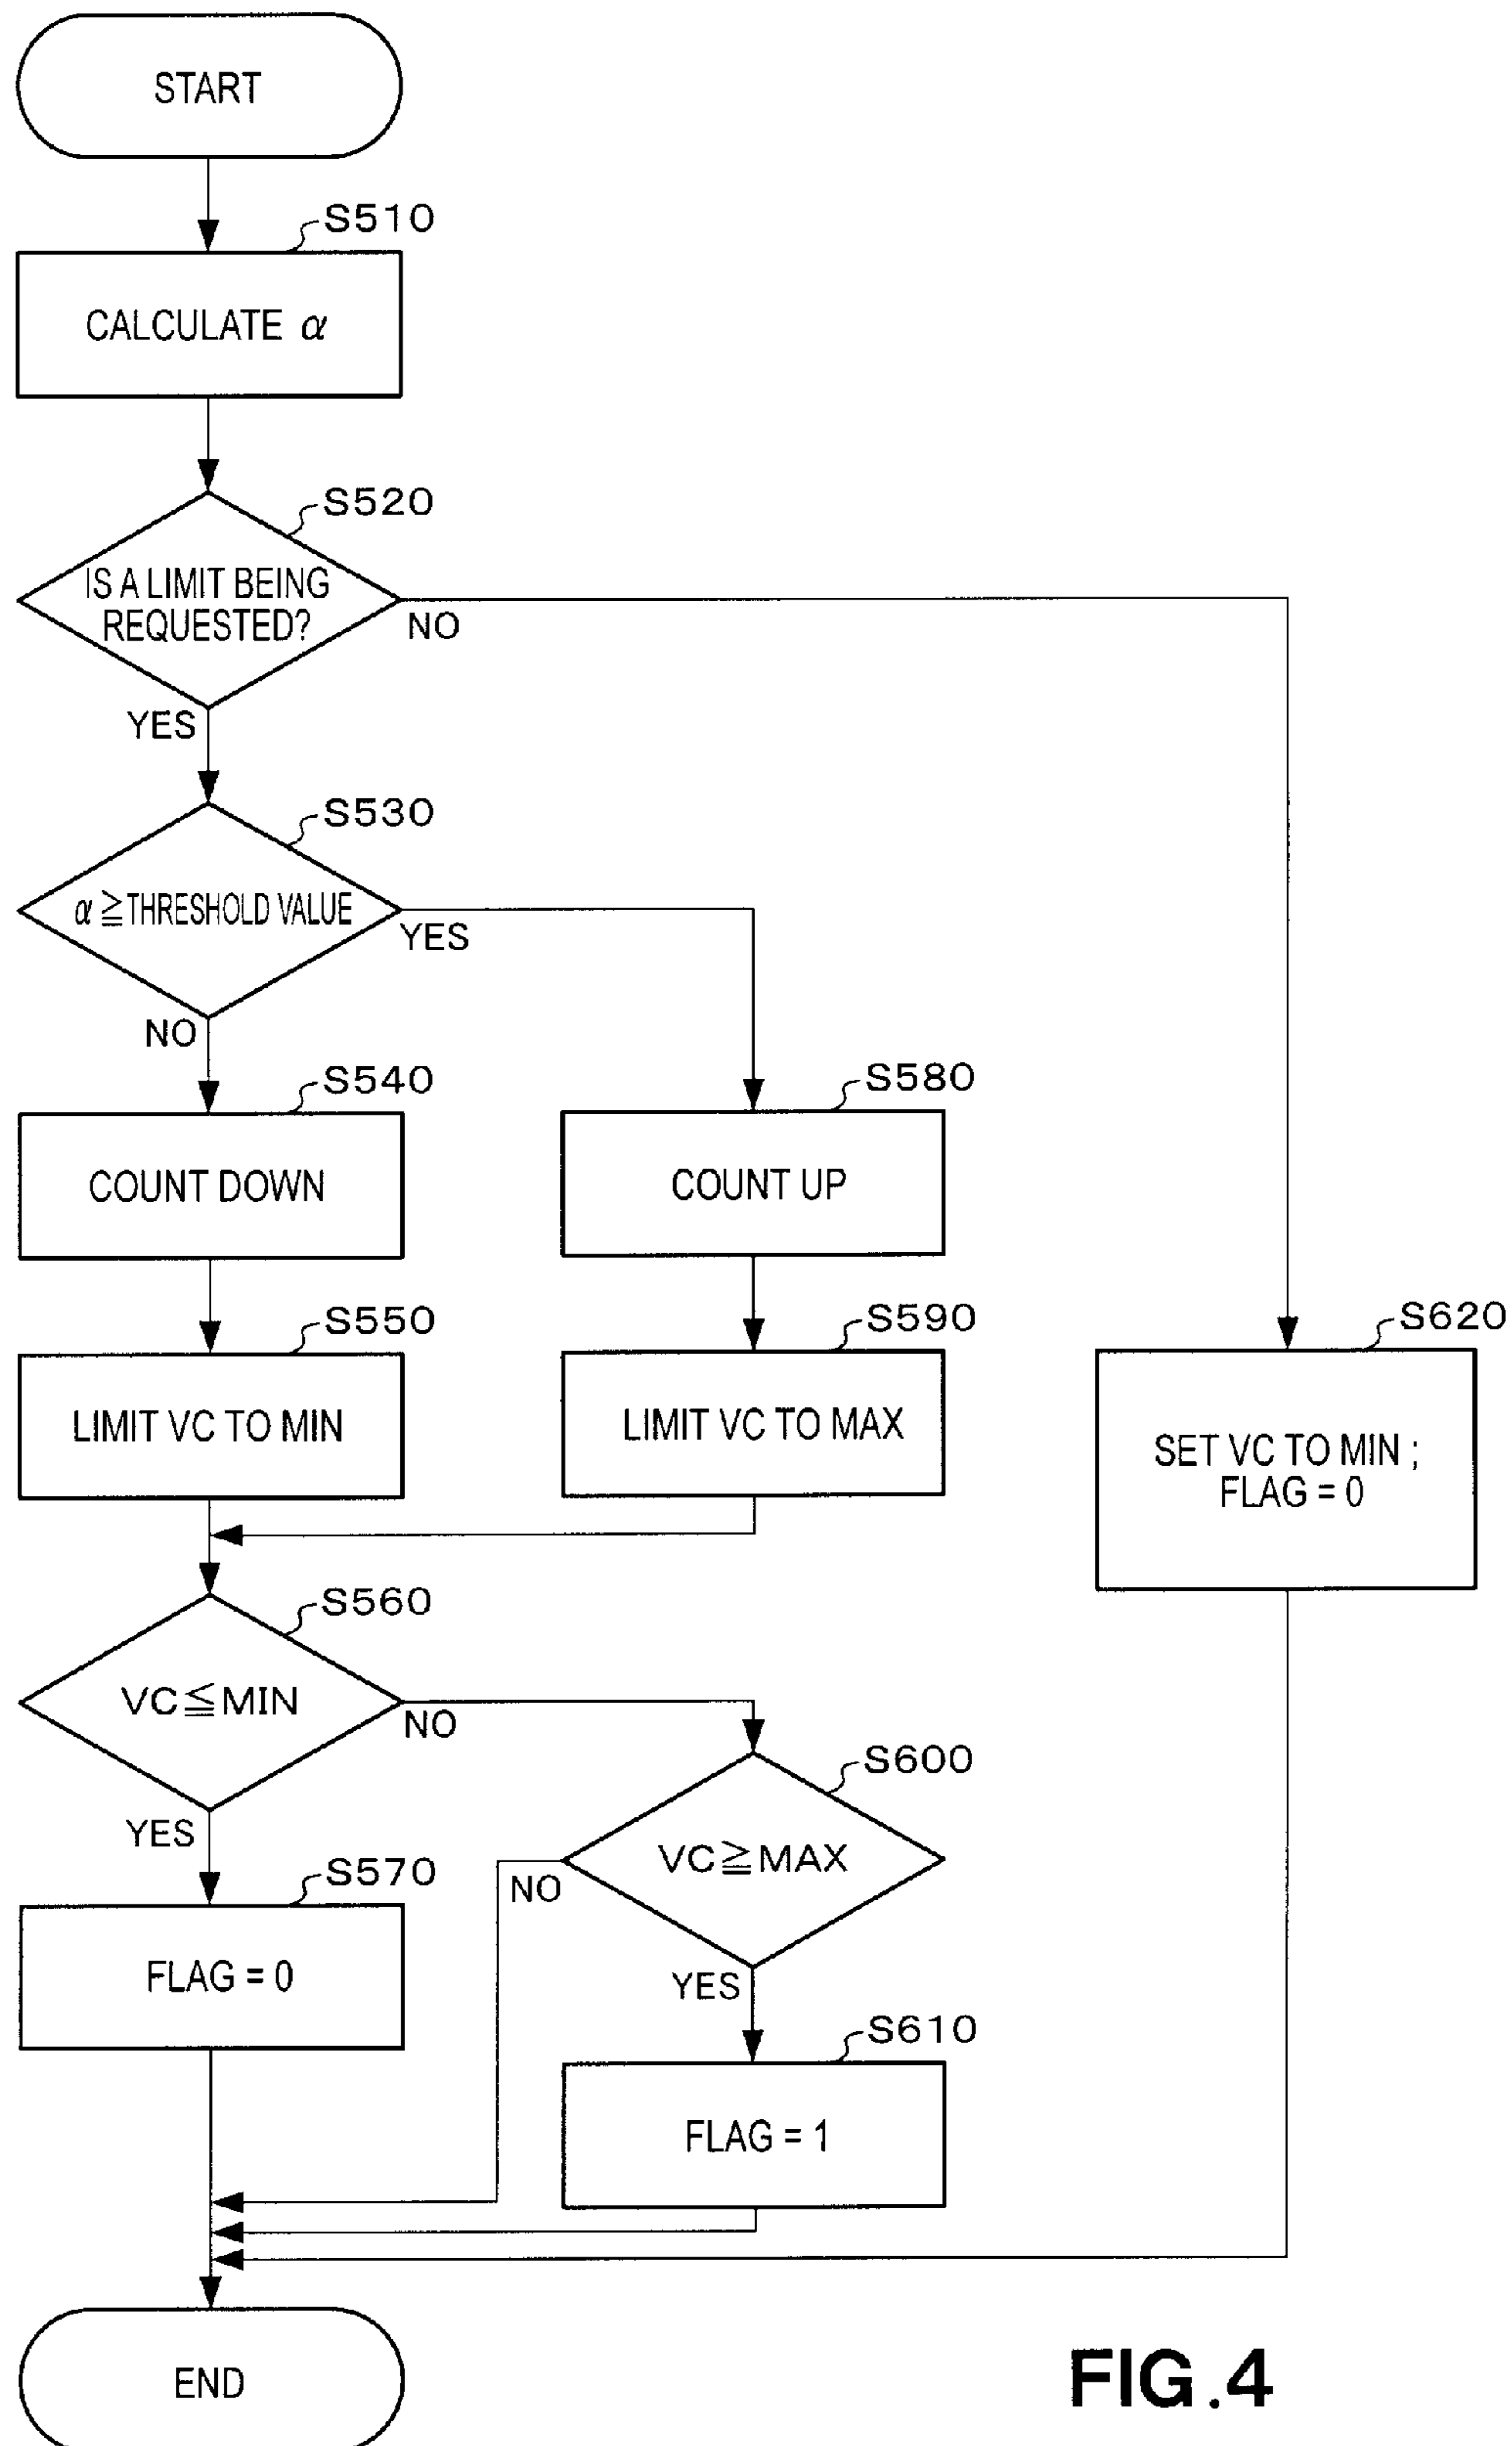 START
S510
CALCULATE α
S520
IS A LIMIT BEING
REQUESTED?
NO
YES
S530
α ≧ THRESHOLD VALUE
YES
NO
S540
COUNT DOWN
S580
COUNT UP
S550
LIMIT VC TO MIN
S590
LIMIT VC TO MAX
S620
SET VC TO MIN ;
FLAG = 0
S560
VC ≦ MIN
NO
YES
S600
VC ≧ MAX
NO
YES
S570
FLAG = 0
S610
FLAG = 1
END
FIG.4